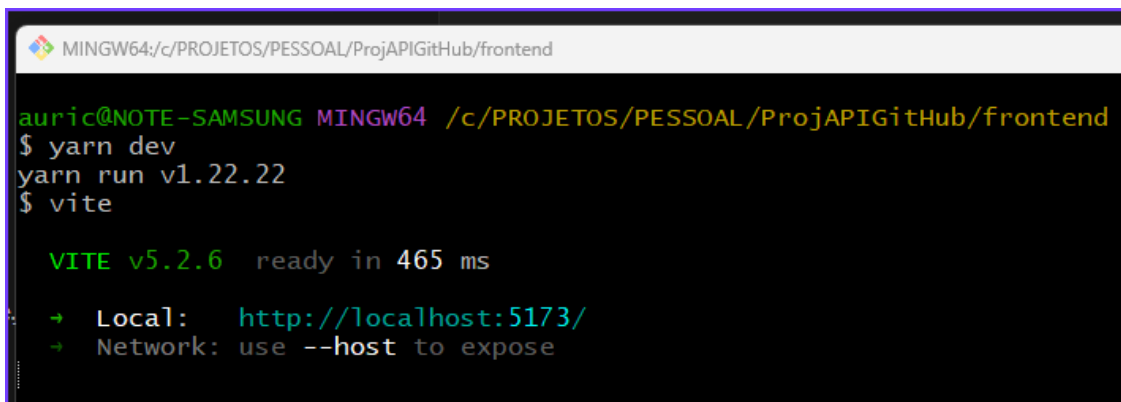 MINGW64:/c/PROJETOS/PESSOAL/ProjAPIGitHub/frontend
auric@NOTE-SAMSUNG MINGW64 /c/PROJETOS/PESSOAL/ProjAPIGitHub/frontend
$ yarn dev
yarn run v1.22.22
$ vite
VITE v5.2.6 ready in 465 ms
→ Local: http://localhost:5173/
→ Network: use --host to expose